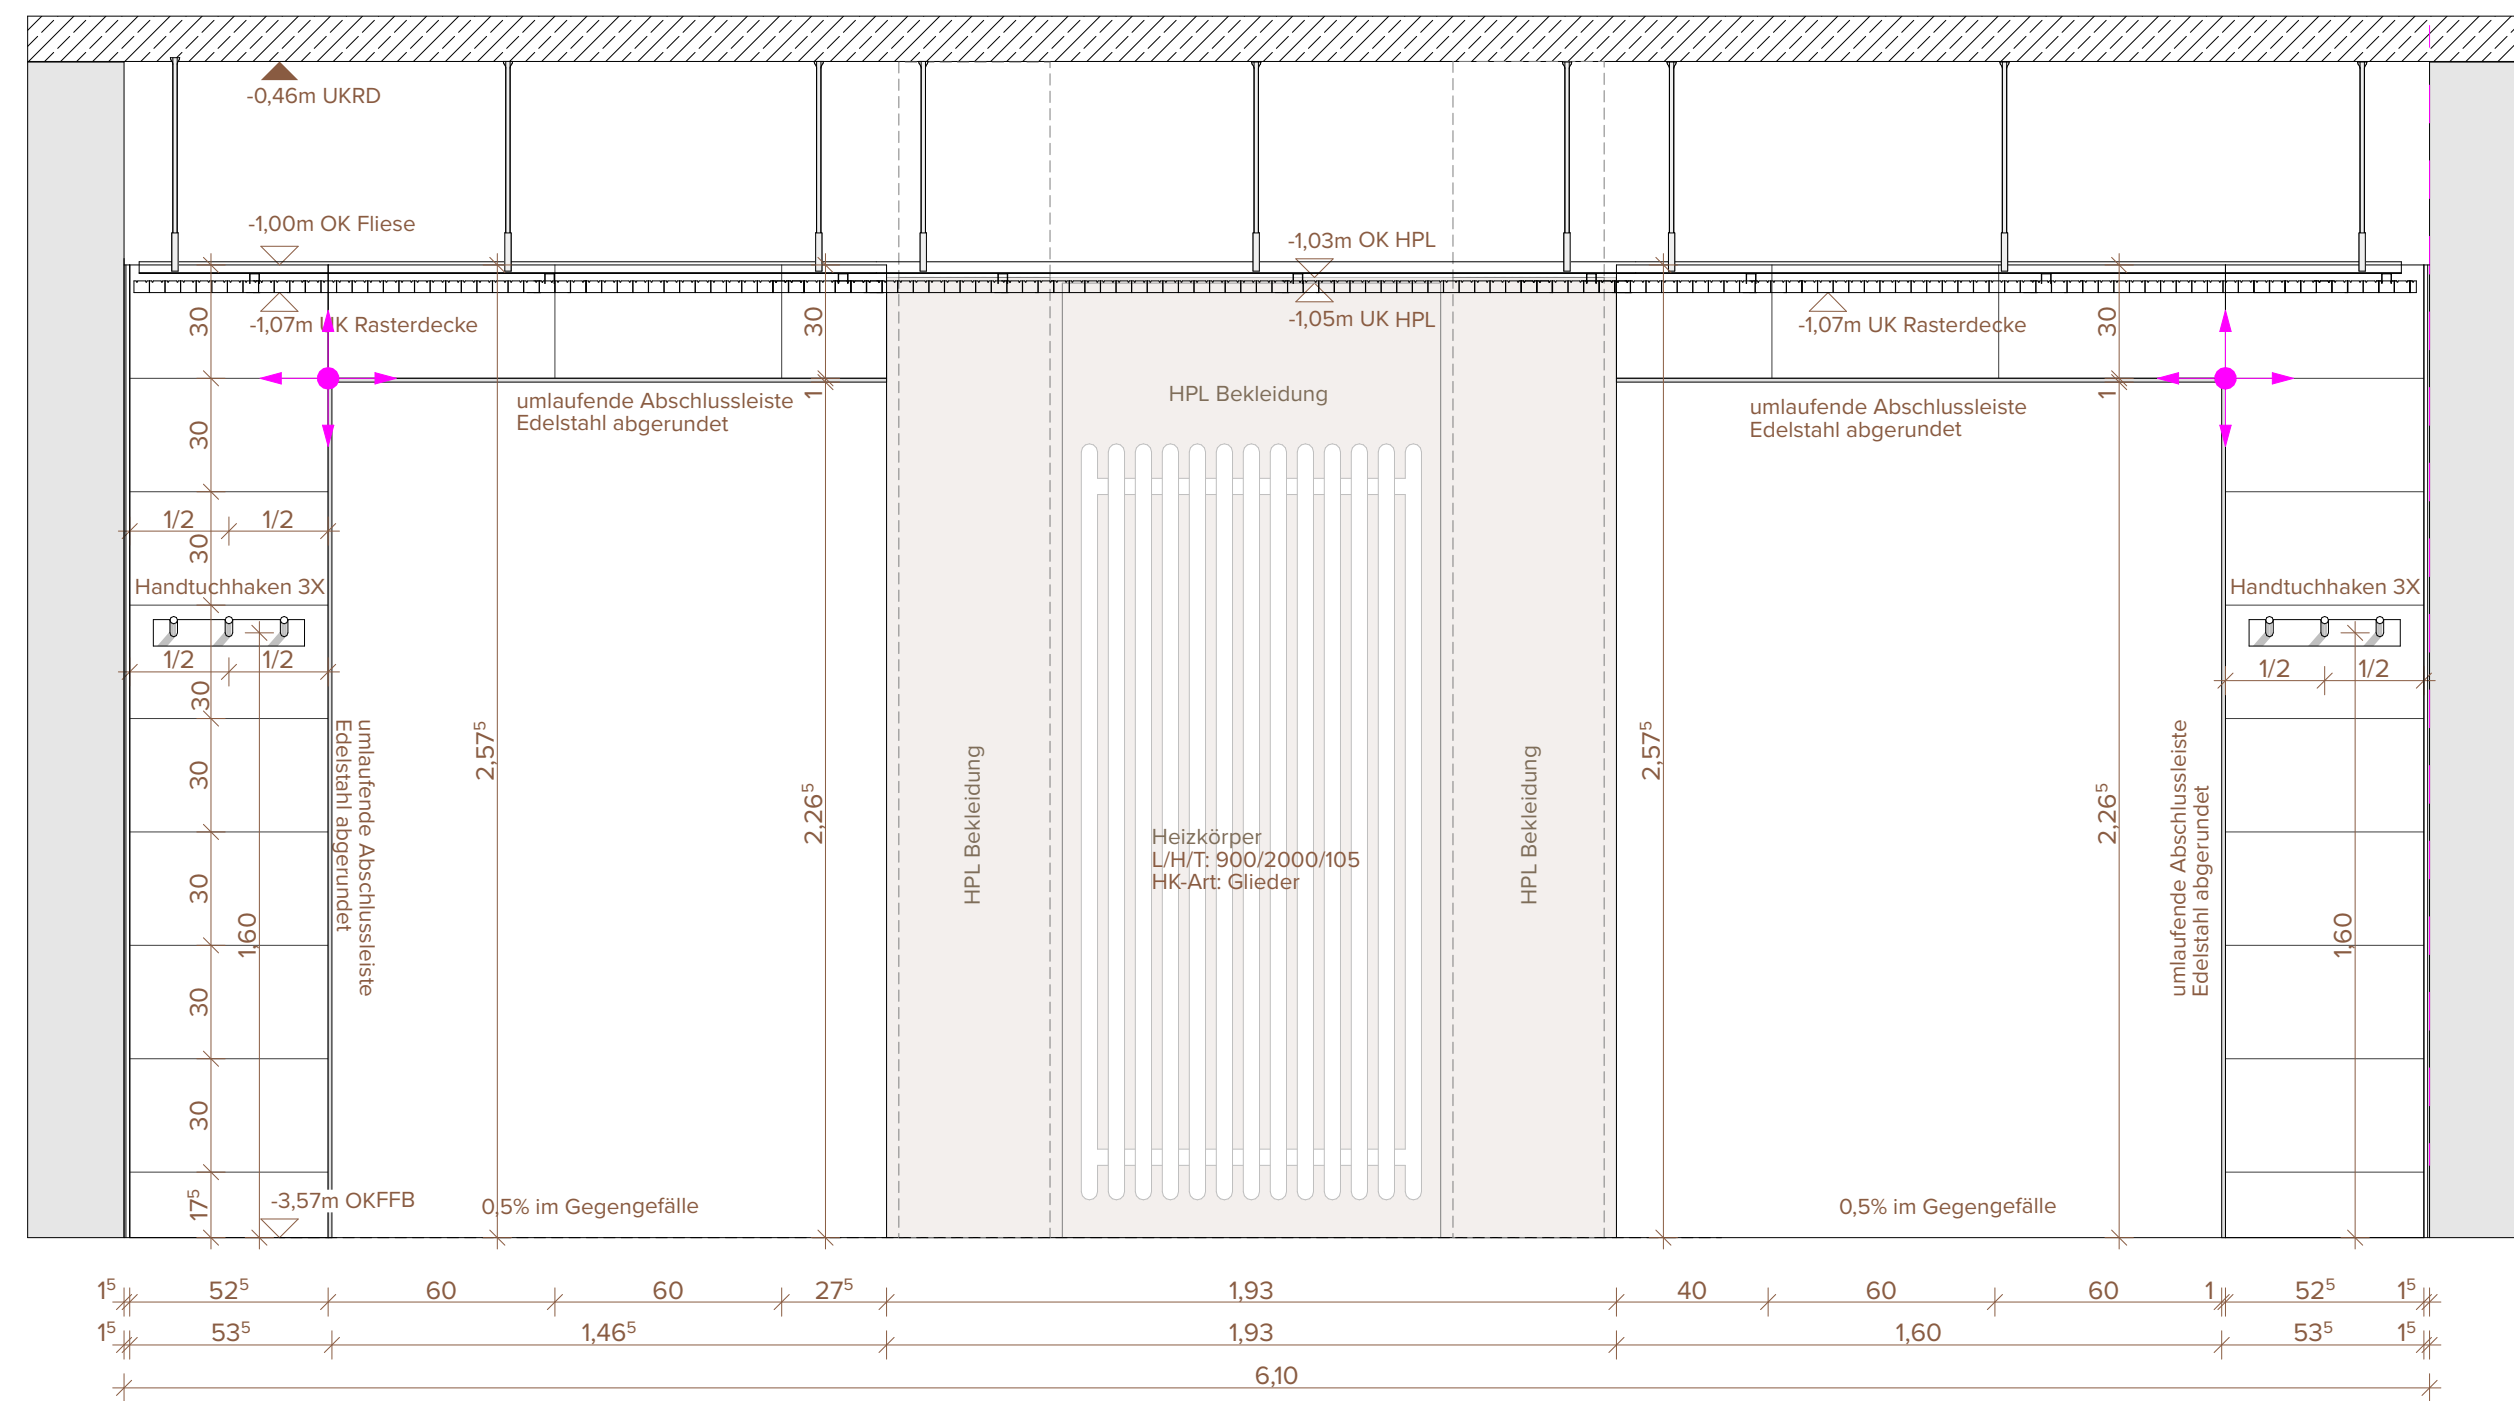 -0,46m UKRD
-1,00m OK Fliese
-1,03m OK HPL
-1,07m UK Rasterdecke
-1,05m UK HPL
-1,07m UK Rasterdecke
30
30
30
HPL Bekleidung
umlaufende Abschlussleiste
Edelstahl abgerundet
1
umlaufende Abschlussleiste
Edelstahl abgerundet
1
30
1/2
1/2
30
Handtuchhaken 3X
Handtuchhaken 3X
1/2
1/2
1/2
1/2
30
umlaufende Abschlussleiste
Edelstahl abgerundet
2,57⁵
2,26⁵
HPL Bekleidung
Heizkörper
L/H/T: 900/2000/105
HK-Art: Glieder
HPL Bekleidung
2,57⁵
2,26⁵
umlaufende Abschlussleiste
Edelstahl abgerundet
30
30
1,60
1,60
30
30
17⁵
-3,57m OKFFB
0,5% im Gegengefälle
0,5% im Gegengefälle
1⁵ 52⁵ 60 60 27⁵ 1,93 40 60 60 1 52⁵ 1⁵
1⁵ 53⁵ 1,46⁵ 1,93 1,60 53⁵ 1⁵
6,10